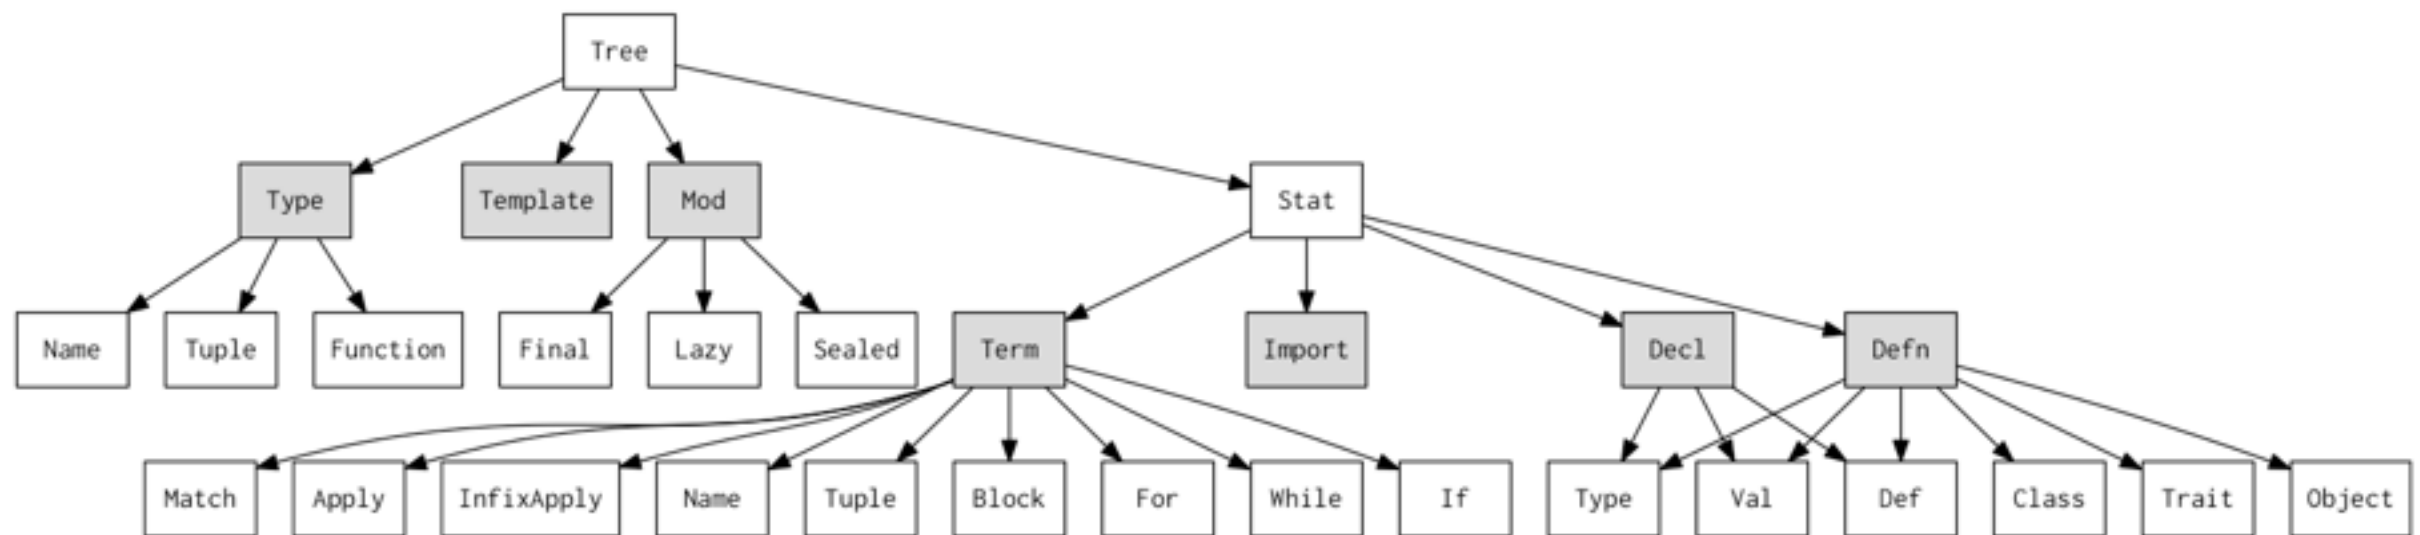 Tree
Type Template Mod Stat
Name Tuple Function Final Lazy Sealed Term Import Decl Defn
Match Apply InfixApply Name Tuple Block For While If Type Val Def Class Trait Object